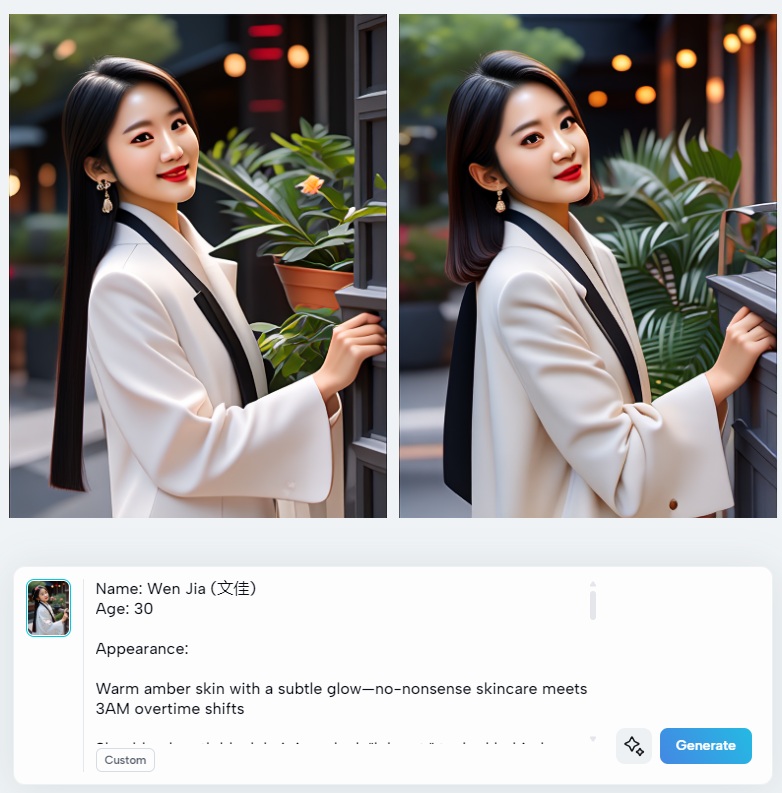 Name: Wen Jia (文佳)
Age: 30
Appearance:
Warm amber skin with a subtle glow—no-nonsense skincare meets
3AM overtime shifts
Custom
Generate